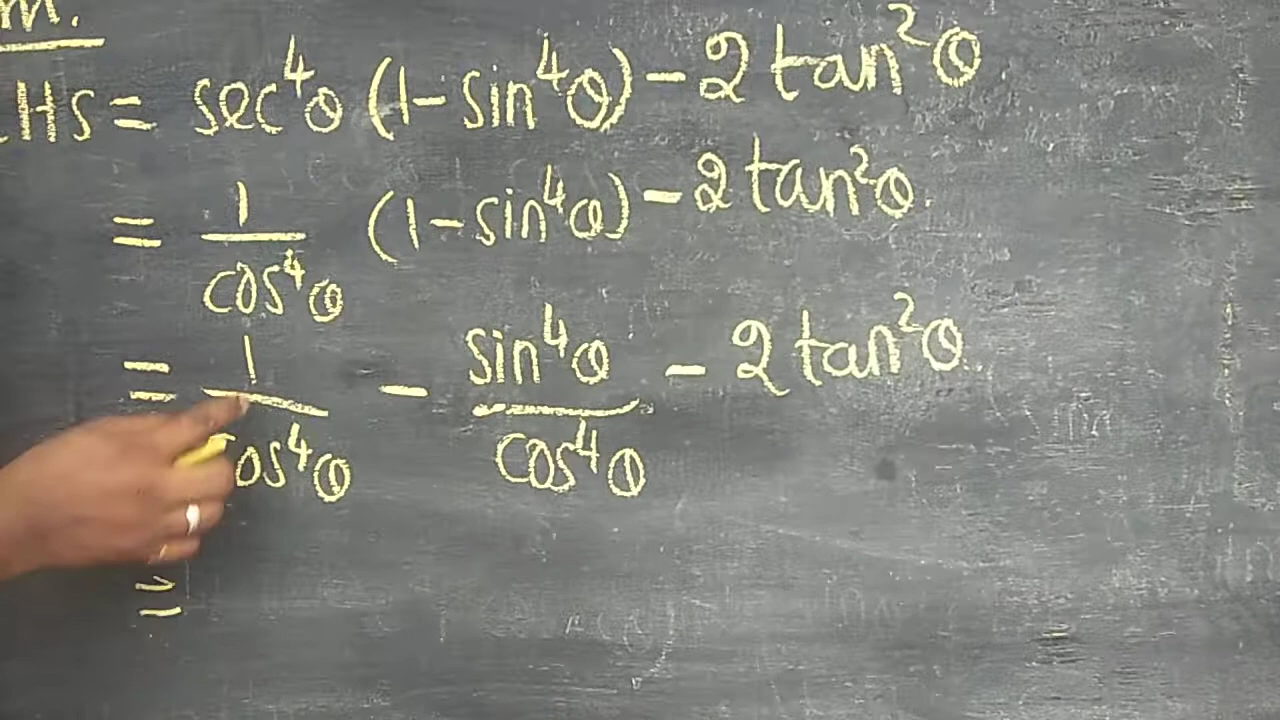 m.
LHS = sec⁴θ (1 - sin⁴θ) - 2 tan²θ
= 1/cos⁴θ (1 - sin⁴θ) - 2 tan²θ
= 1/cos⁴θ - sin⁴θ/cos⁴θ - 2 tan²θ
=